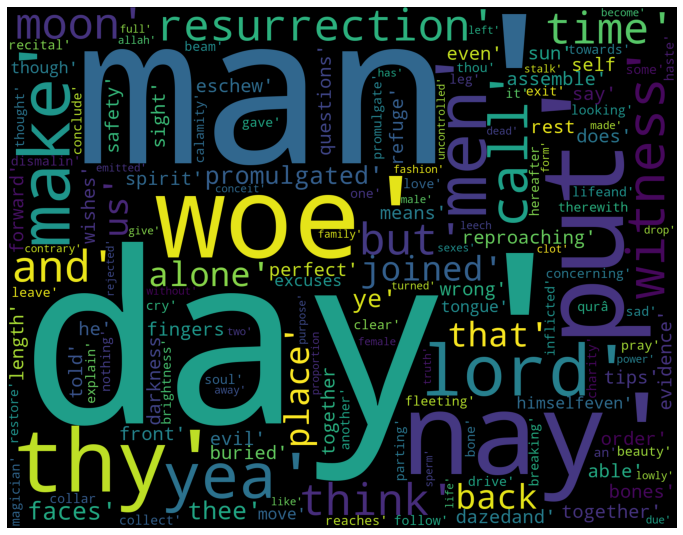 moon'
resurrection'
time'
full'
become'
recital'
allah'
beam'
left'
towards'
man'
!'
though'
even'
sun'
some'
haste'
thought'
conclude'
safety'
sight'
eschew'
questions'
thou'
stalk'
exit'
self
leg'
assemble'
it'
make'
gave'
calamity
promulgate'
has'
refuge'
uncontrolled'
men'
call'
say'
looking'
dead'
rest
made'
does'
dismalin'
forward'
wishes'
us'
spirit'
promulgated'
emitted'
fashion'
love'
form'
hereafter
lifeand'
conceit'
one'
male'
means'
therewith
put'
witness'
woe'
but'
sexes'
leech
drop'
contrary'
give'
family'
reproaching'
clot'
and'
rejected'
alone'
perfect'
joined'
turned'
concerning'
leave'
without'
excuses
wrong'
ye'
cry'
tongue'
inflicted'
qurâ
sad'
day'
length'
he'
fingers
two'
clear'
purpose'
that'
lord'
pray'
power'
told'
explain'
nothing'
darkness
brightness'
soul'
away'
place'
proportion
female'
together
another'
truth'
charity'
tips'
evidence'
fleeting'
himselfeven'
restore'
thy'
front'
evil'
buried'
yea'
nay'
parting'
sperm'
bone'
breaking'
order'
an'
beauty'
lowly'
able'
magician'
collar
faces'
collect'
thee'
move'
like'
reaches'
think'
life'
follow'
back
drive'
dazedand'
together'
bones'
due'